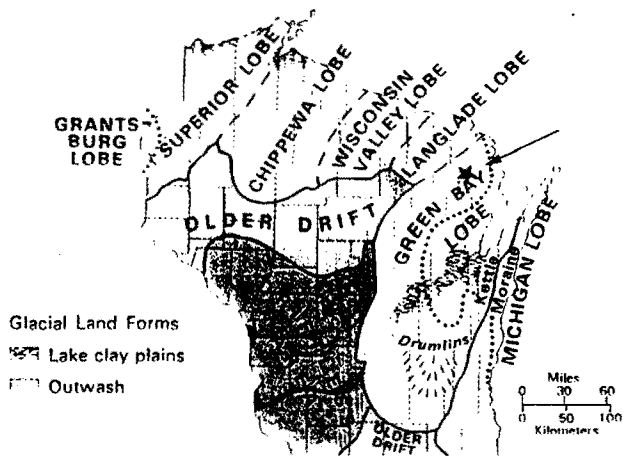 SUPERIOR LOBE
GRANTS
BURG
LOBE
CHIPPEWA LOBE
WISCONSIN
VALLEY LOBE
LANGLADE LOBE
OLDER DRIFT
GREEN BAY
LOBE
Kettle
Moraine
MICHIGAN LOBE
Glacial Land Forms
Lake clay plains
Outwash
Drumlins
OLDER
DRIFT
Miles
0 30 60
0 50 100
Kilometers